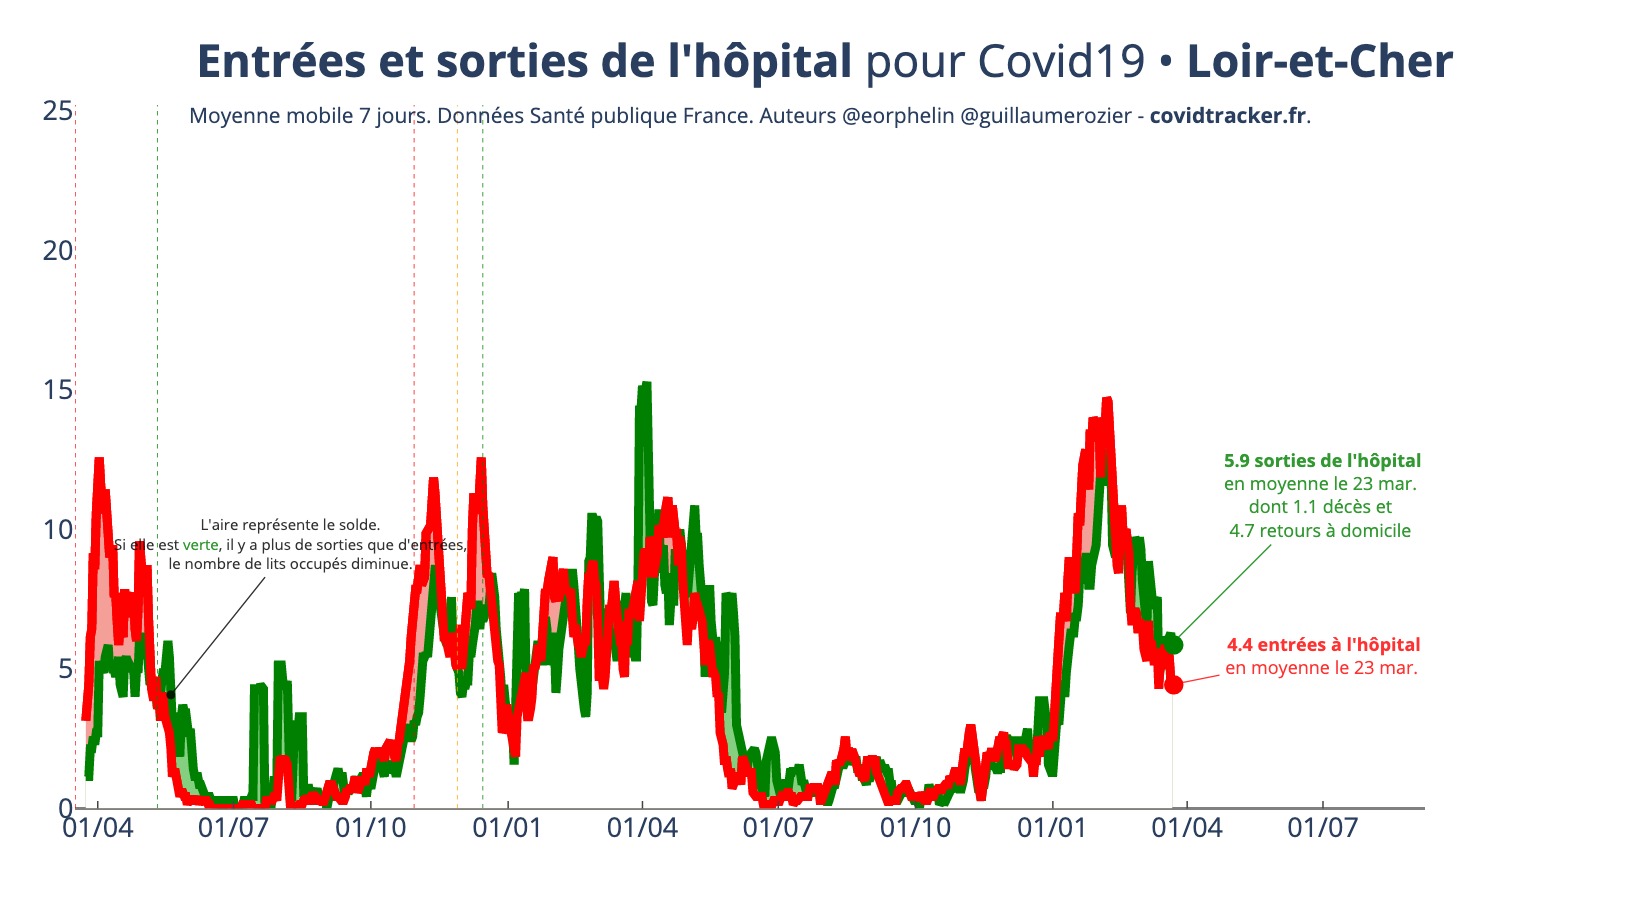 Entrées et sorties de l'hôpital pour Covid19 • Loir-et-Cher
Moyenne mobile 7 jours. Données Santé publique France. Auteurs @eorphelin @guillaumerozier - covidtracker.fr.
25
20
15
10
5
0
L'aire représente le solde.
Si elle est verte, il y a plus de sorties que d'entrées,
le nombre de lits occupés diminue.
5.9 sorties de l'hôpital
en moyenne le 23 mar.
dont 1.1 décès et
4.7 retours à domicile
4.4 entrées à l'hôpital
en moyenne le 23 mar.
01/04 01/07 01/10 01/01 01/04 01/07 01/10 01/01 01/04 01/07